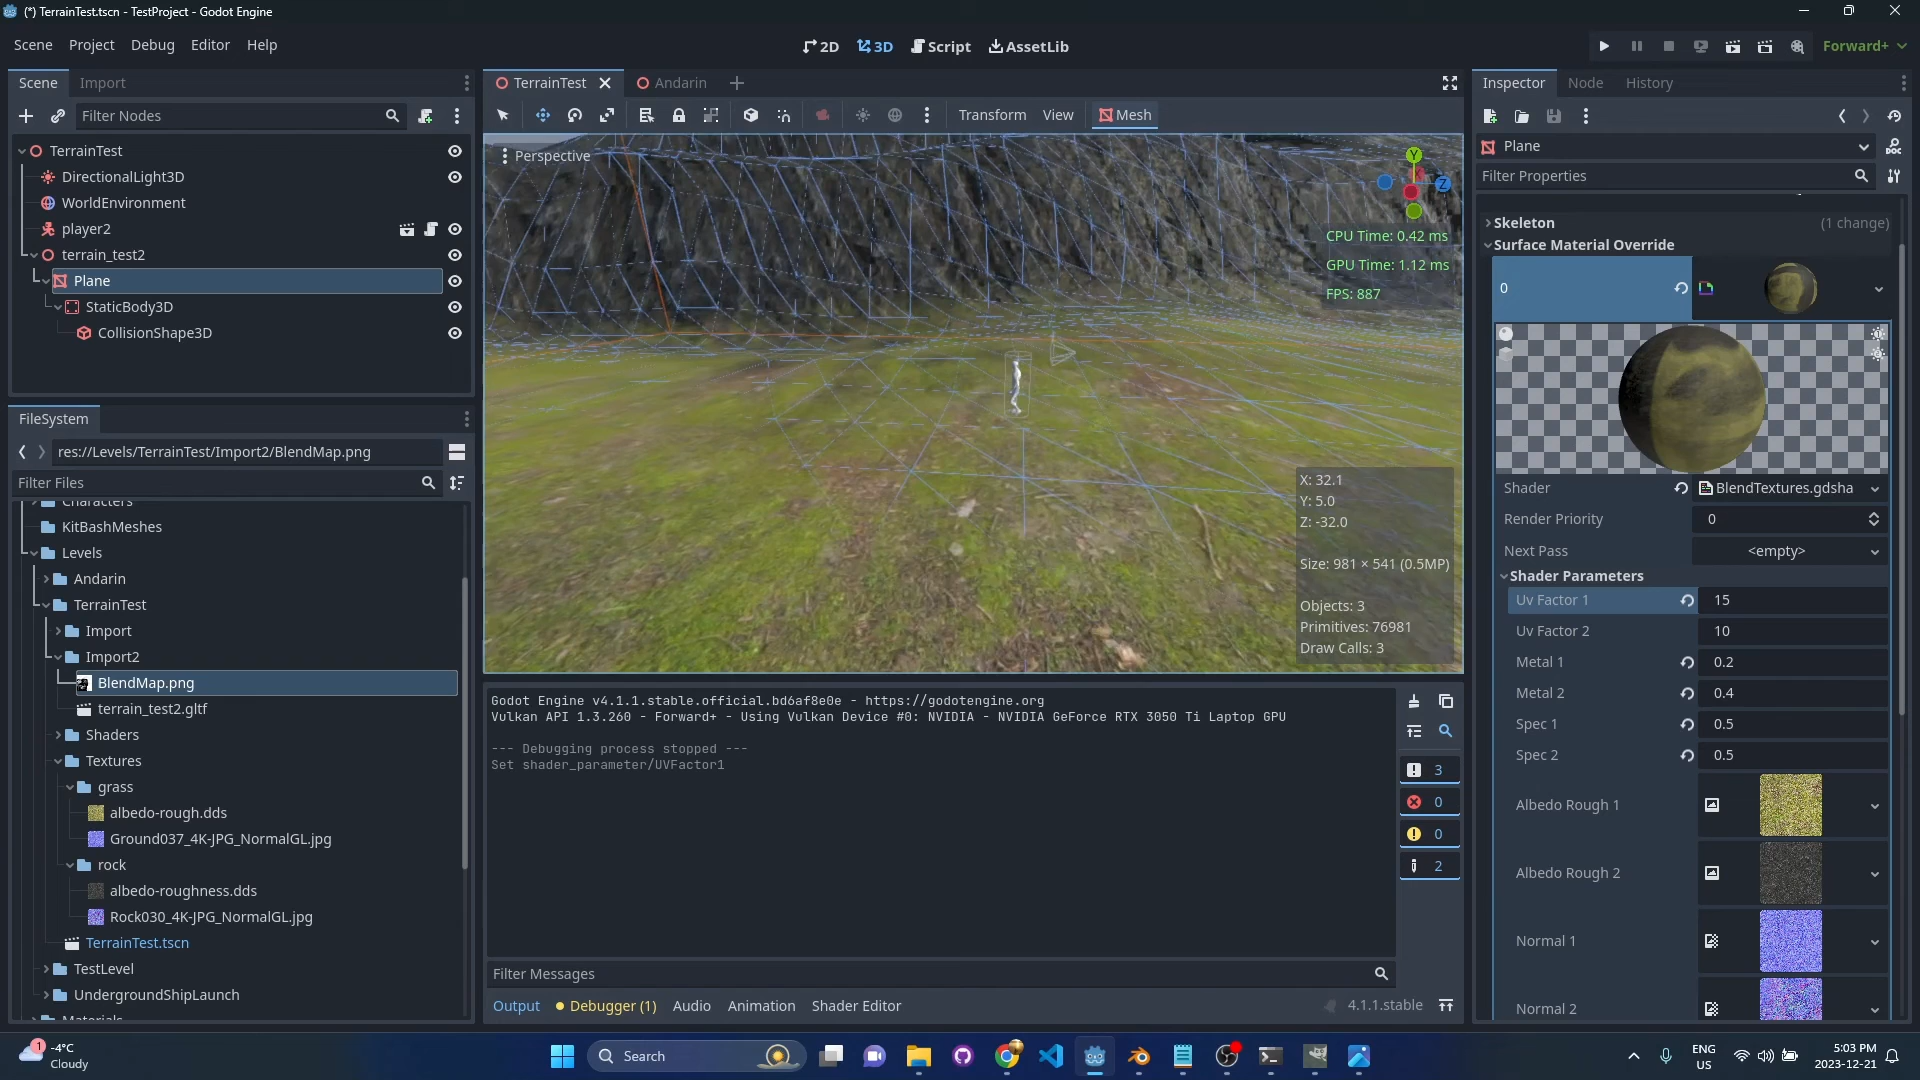 (*) TerrainTest.tscn - TestProject - Godot Engine
Scene Project Debug Editor Help
2D 3D Script AssetLib
Forward+
Scene Import
TerrainTest Andarin
Inspector Node History
Filter Nodes
Transform View Mesh
TerrainTest
DirectionalLight3D
WorldEnvironment
player2
terrain_test2
Plane
StaticBody3D
CollisionShape3D
Perspective
Y
Z
CPU Time: 0.42 ms
GPU Time: 1.12 ms
FPS: 887
X: 32.1
Y: 5.0
Z: -32.0
Size: 981 × 541 (0.5MP)
Objects: 3
Primitives: 76981
Draw Calls: 3
Plane
DOC
Filter Properties
Skeleton (1 change)
Surface Material Override
0
Shader BlendTextures.gdsha
Render Priority 0
Next Pass <empty>
Shader Parameters
Uv Factor 1 15
Uv Factor 2 10
Metal 1 0.2
Metal 2 0.4
Spec 1 0.5
Spec 2 0.5
Albedo Rough 1
Albedo Rough 2
Normal 1
Normal 2
FileSystem
res://Levels/TerrainTest/Import2/BlendMap.png
Filter Files
Characters
KitBashMeshes
Levels
Andarin
TerrainTest
Import
Import2
BlendMap.png
terrain_test2.gltf
Shaders
Textures
grass
albedo-rough.dds
Ground037_4K-JPG_NormalGL.jpg
rock
albedo-roughness.dds
Rock030_4K-JPG_NormalGL.jpg
TerrainTest.tscn
TestLevel
UndergroundShipLaunch
Materials
Godot Engine v4.1.1.stable.official.bd6af8e0e - https://godotengine.org
Vulkan API 1.3.260 - Forward+ - Using Vulkan Device #0: NVIDIA - NVIDIA GeForce RTX 3050 Ti Laptop GPU
--- Debugging process stopped ---
Set shader_parameter/UVFactor1
3
0
0
2
Filter Messages
Output Debugger (1) Audio Animation Shader Editor
4.1.1.stable
1
-4°C
Cloudy
Search
ENG
US
5:03 PM
2023-12-21